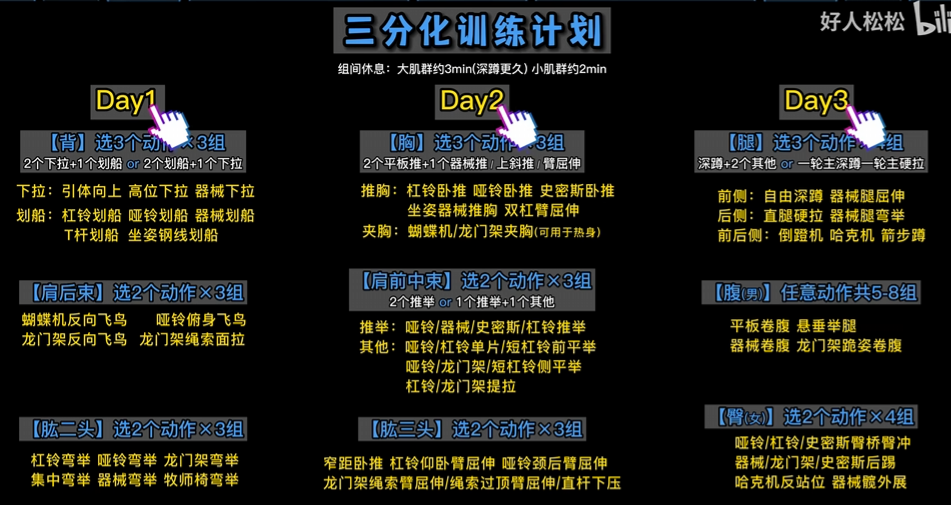 三分化训练计划
好人松松
bili
组间休息：大肌群约3min(深蹲更久) 小肌群约2min
Day1
【背】选3个动作×3组
2个下拉+1个划船 or 2个划船+1个下拉
下拉：引体向上 高位下拉 器械下拉
划船：杠铃划船 哑铃划船 器械划船
T杆划船 坐姿钢线划船
【肩后束】选2个动作×3组
蝴蝶机反向飞鸟 哑铃俯身飞鸟
龙门架反向飞鸟 龙门架绳索面拉
【肱二头】选2个动作×3组
杠铃弯举 哑铃弯举 龙门架弯举
集中弯举 器械弯举 牧师椅弯举
Day2
【胸】选3个动作×3组
2个平板推+1个器械推/上斜推/臂屈伸
推胸：杠铃卧推 哑铃卧推 史密斯卧推
坐姿器械推胸 双杠臂屈伸
夹胸：蝴蝶机/龙门架夹胸(可用于热身)
【肩前中束】选2个动作×3组
2个推举 or 1个推举+1个其他
推举：哑铃/器械/史密斯/杠铃推举
其他：哑铃/杠铃单片/短杠铃前平举
哑铃/龙门架/短杠铃侧平举
杠铃/龙门架提拉
【肱三头】选2个动作×3组
窄距卧推 杠铃仰卧臂屈伸 哑铃颈后臂屈伸
龙门架绳索臂屈伸/绳索过顶臂屈伸/直杆下压
Day3
【腿】选3个动作×4组
深蹲+2个其他 or 一轮主深蹲一轮主硬拉
前侧：自由深蹲 器械腿屈伸
后侧：直腿硬拉 器械腿弯举
前后侧：倒蹬机 哈克机 箭步蹲
【腹(男)】任意动作共5-8组
平板卷腹 悬垂举腿
器械卷腹 龙门架跪姿卷腹
【臀(女)】选2个动作×4组
哑铃/杠铃/史密斯臀桥臀冲
器械/龙门架/史密斯后踢
哈克机反站位 器械髋外展